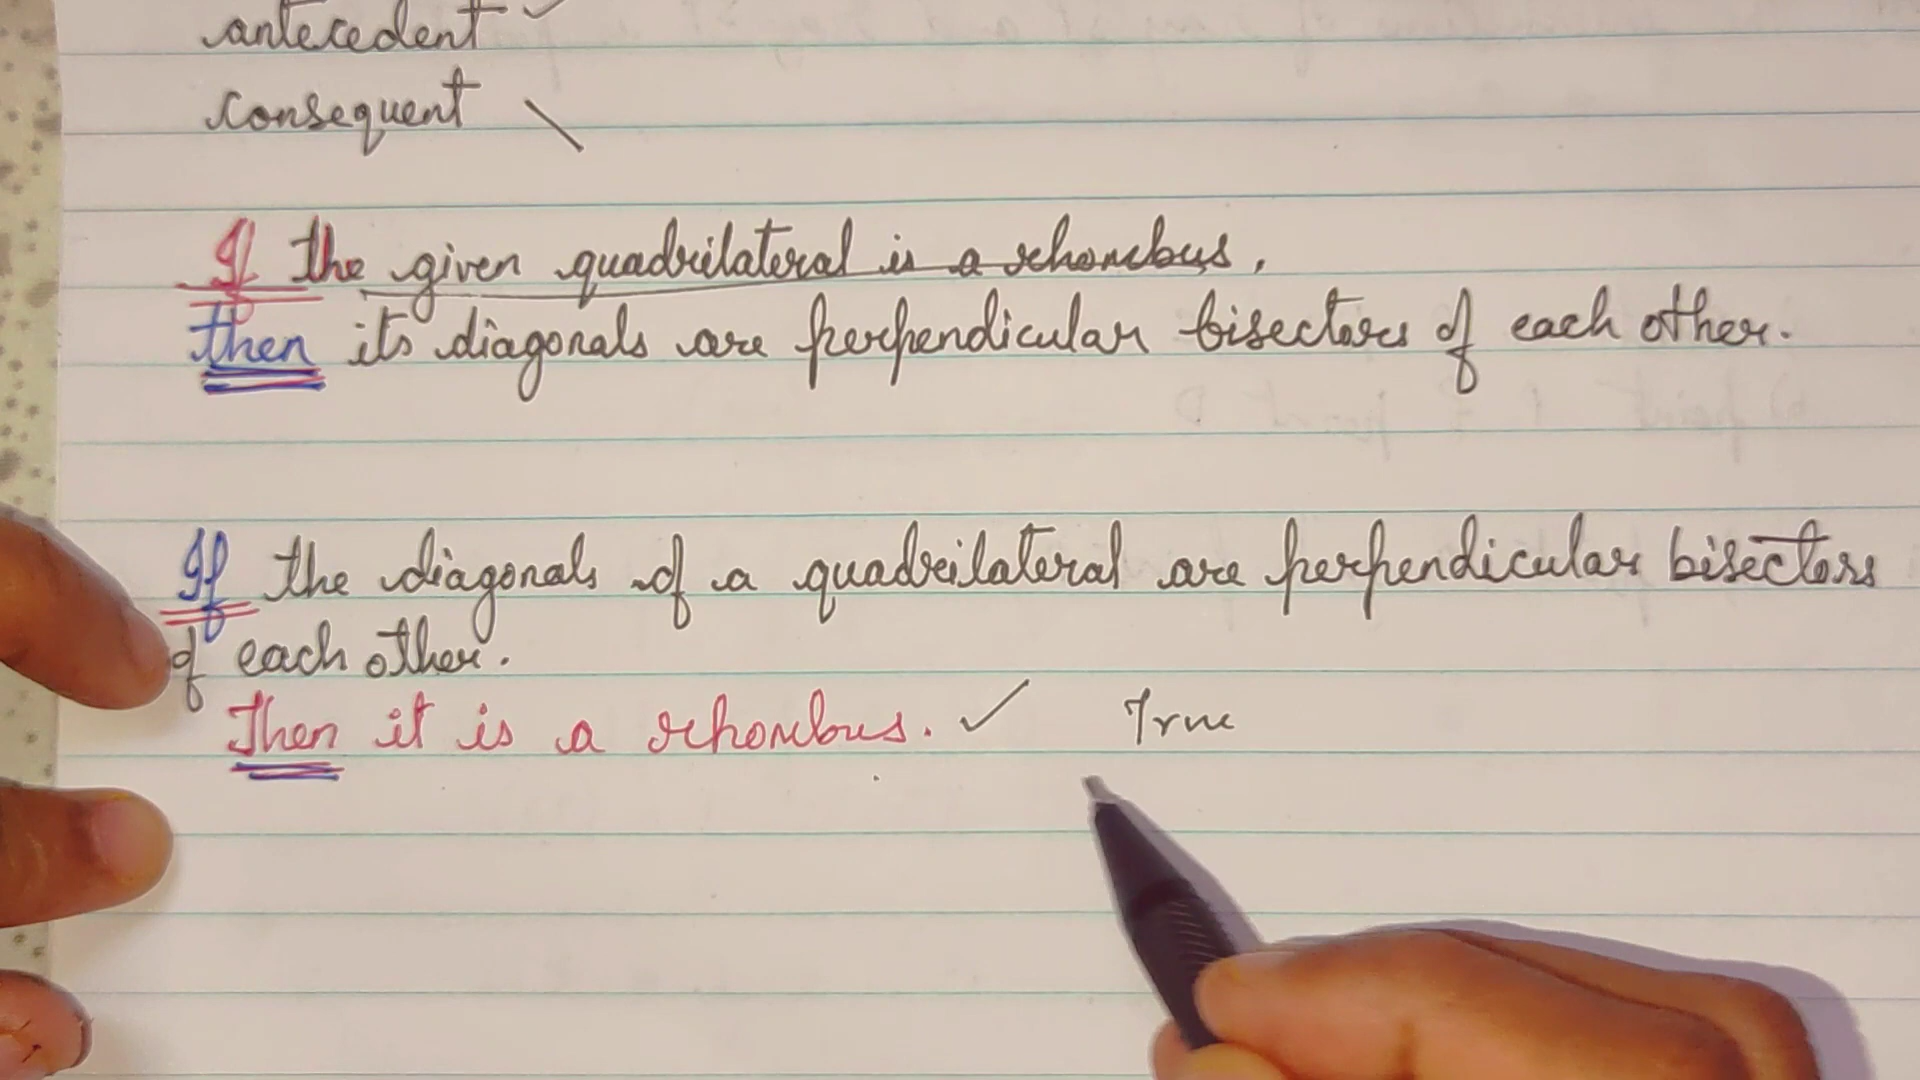 antecedent
consequent
If the given quadrilateral is a rhombus,
then its diagonals are perpendicular bisectors of each other.
If the diagonals of a quadrilateral are perpendicular bisectors
of each other.
Then it is a rhombus. ✓ True